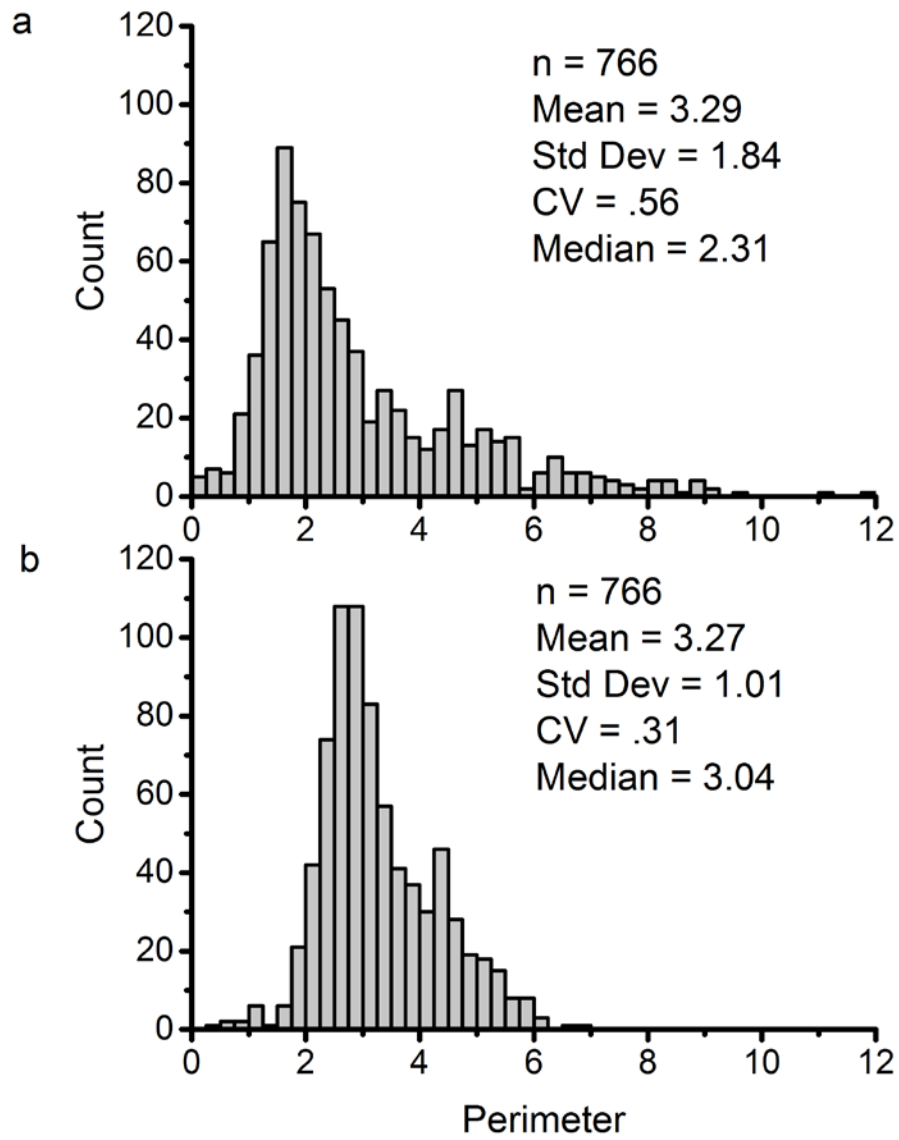 a
120
100
80
60
40
20
0
Count
n = 766
Mean = 3.29
Std Dev = 1.84
CV = .56
Median = 2.31
0 2 4 6 8 10 12
b
120
100
80
60
40
20
0
Count
n = 766
Mean = 3.27
Std Dev = 1.01
CV = .31
Median = 3.04
0 2 4 6 8 10 12
Perimeter